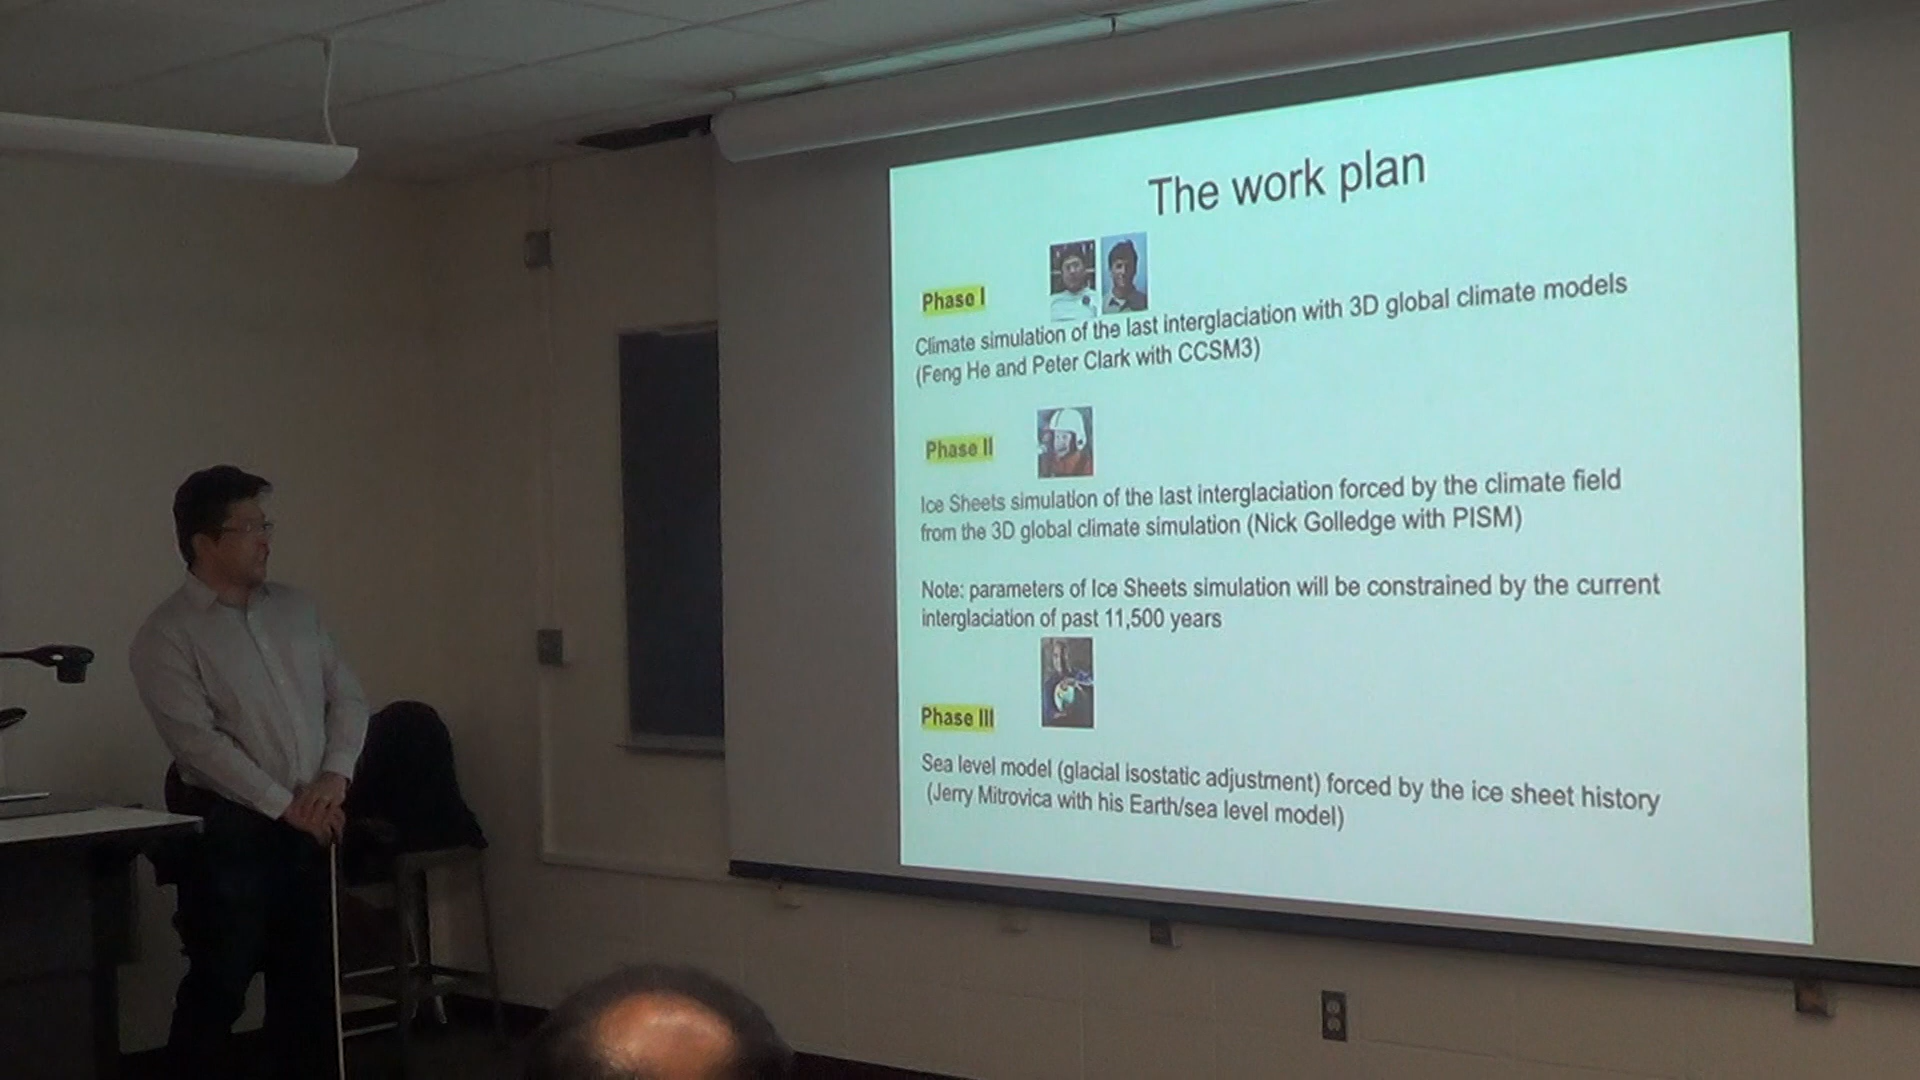 The work plan
Phase I
Climate simulation of the last interglaciation with 3D global climate models
(Feng He and Peter Clark with CCSM3)
Phase II
Ice Sheets simulation of the last interglaciation forced by the climate field
from the 3D global climate simulation (Nick Golledge with PISM)
Note: parameters of Ice Sheets simulation will be constrained by the current
interglaciation of past 11,500 years
Phase III
Sea level model (glacial isostatic adjustment) forced by the ice sheet history
(Jerry Mitrovica with his Earth/sea level model)